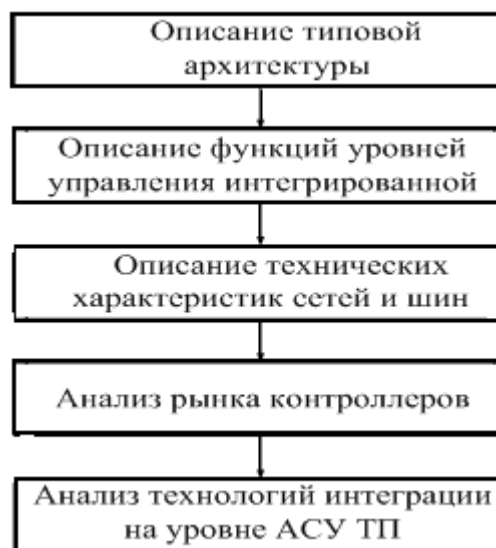 Описание типовой
архитектуры
Описание функций уровней
управления интегрированной
Описание технических
характеристик сетей и шин
Анализ рынка контроллеров
Анализ технологий интеграции
на уровне АСУ ТП